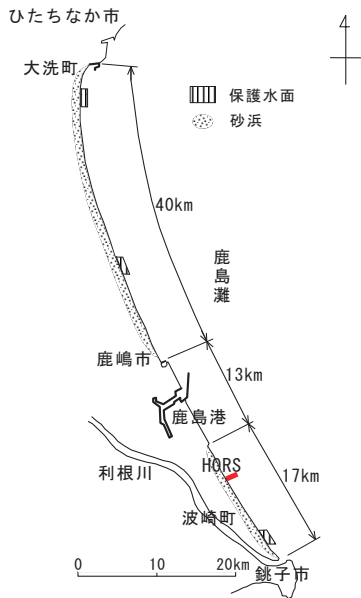 ひたちなか市
大洗町
保護水面
砂浜
40km
鹿島灘
鹿嶋市
13km
鹿島港
HORS
17km
利根川
波崎町
0 10 20km
銚子市
4